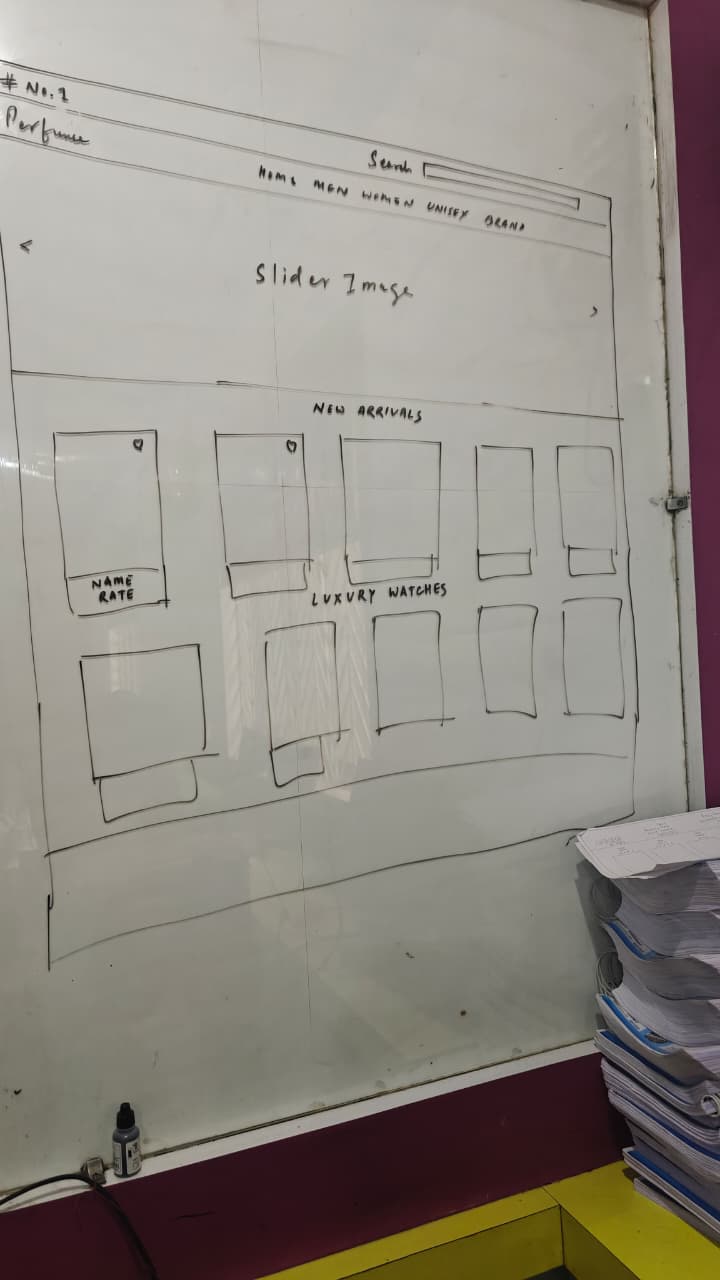 # No.1
Perfume
Search
HOME MEN WOMEN UNISEX BRAND
<
Slider Image
>
NEW ARRIVALS
NAME
RATE
LUXURY WATCHES